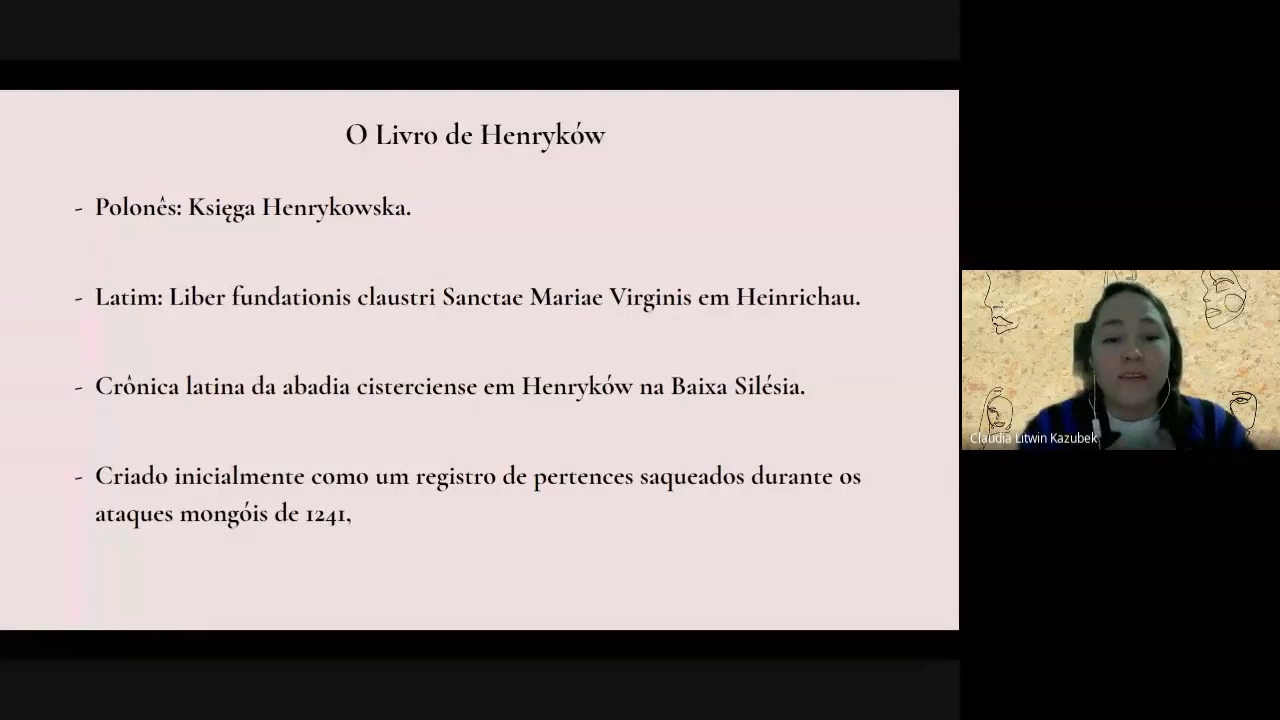 O Livro de Henryków
- Polonês: Księga Henrykowska.
- Latim: Liber fundationis claustri Sanctae Mariae Virginis em Heinrichau.
- Crônica latina da abadia cisterciense em Henryków na Baixa Silésia.
- Criado inicialmente como um registro de pertences saqueados durante os
ataques mongóis de 1241,
Claudia Litwin Kazubek